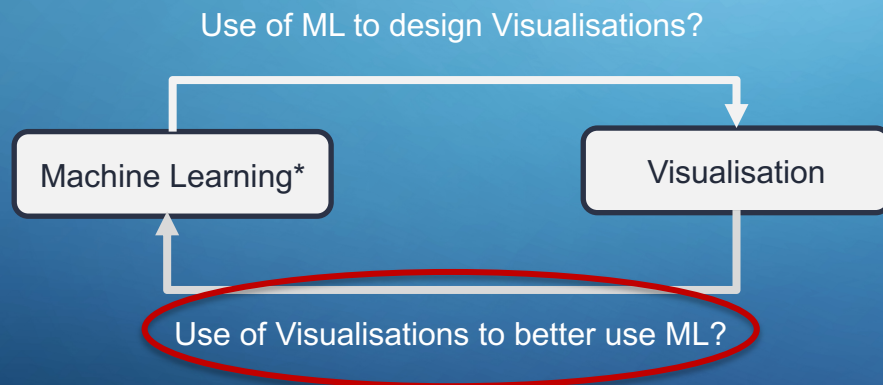 Use of ML to design Visualisations?
Machine Learning*
Visualisation
Use of Visualisations to better use ML?